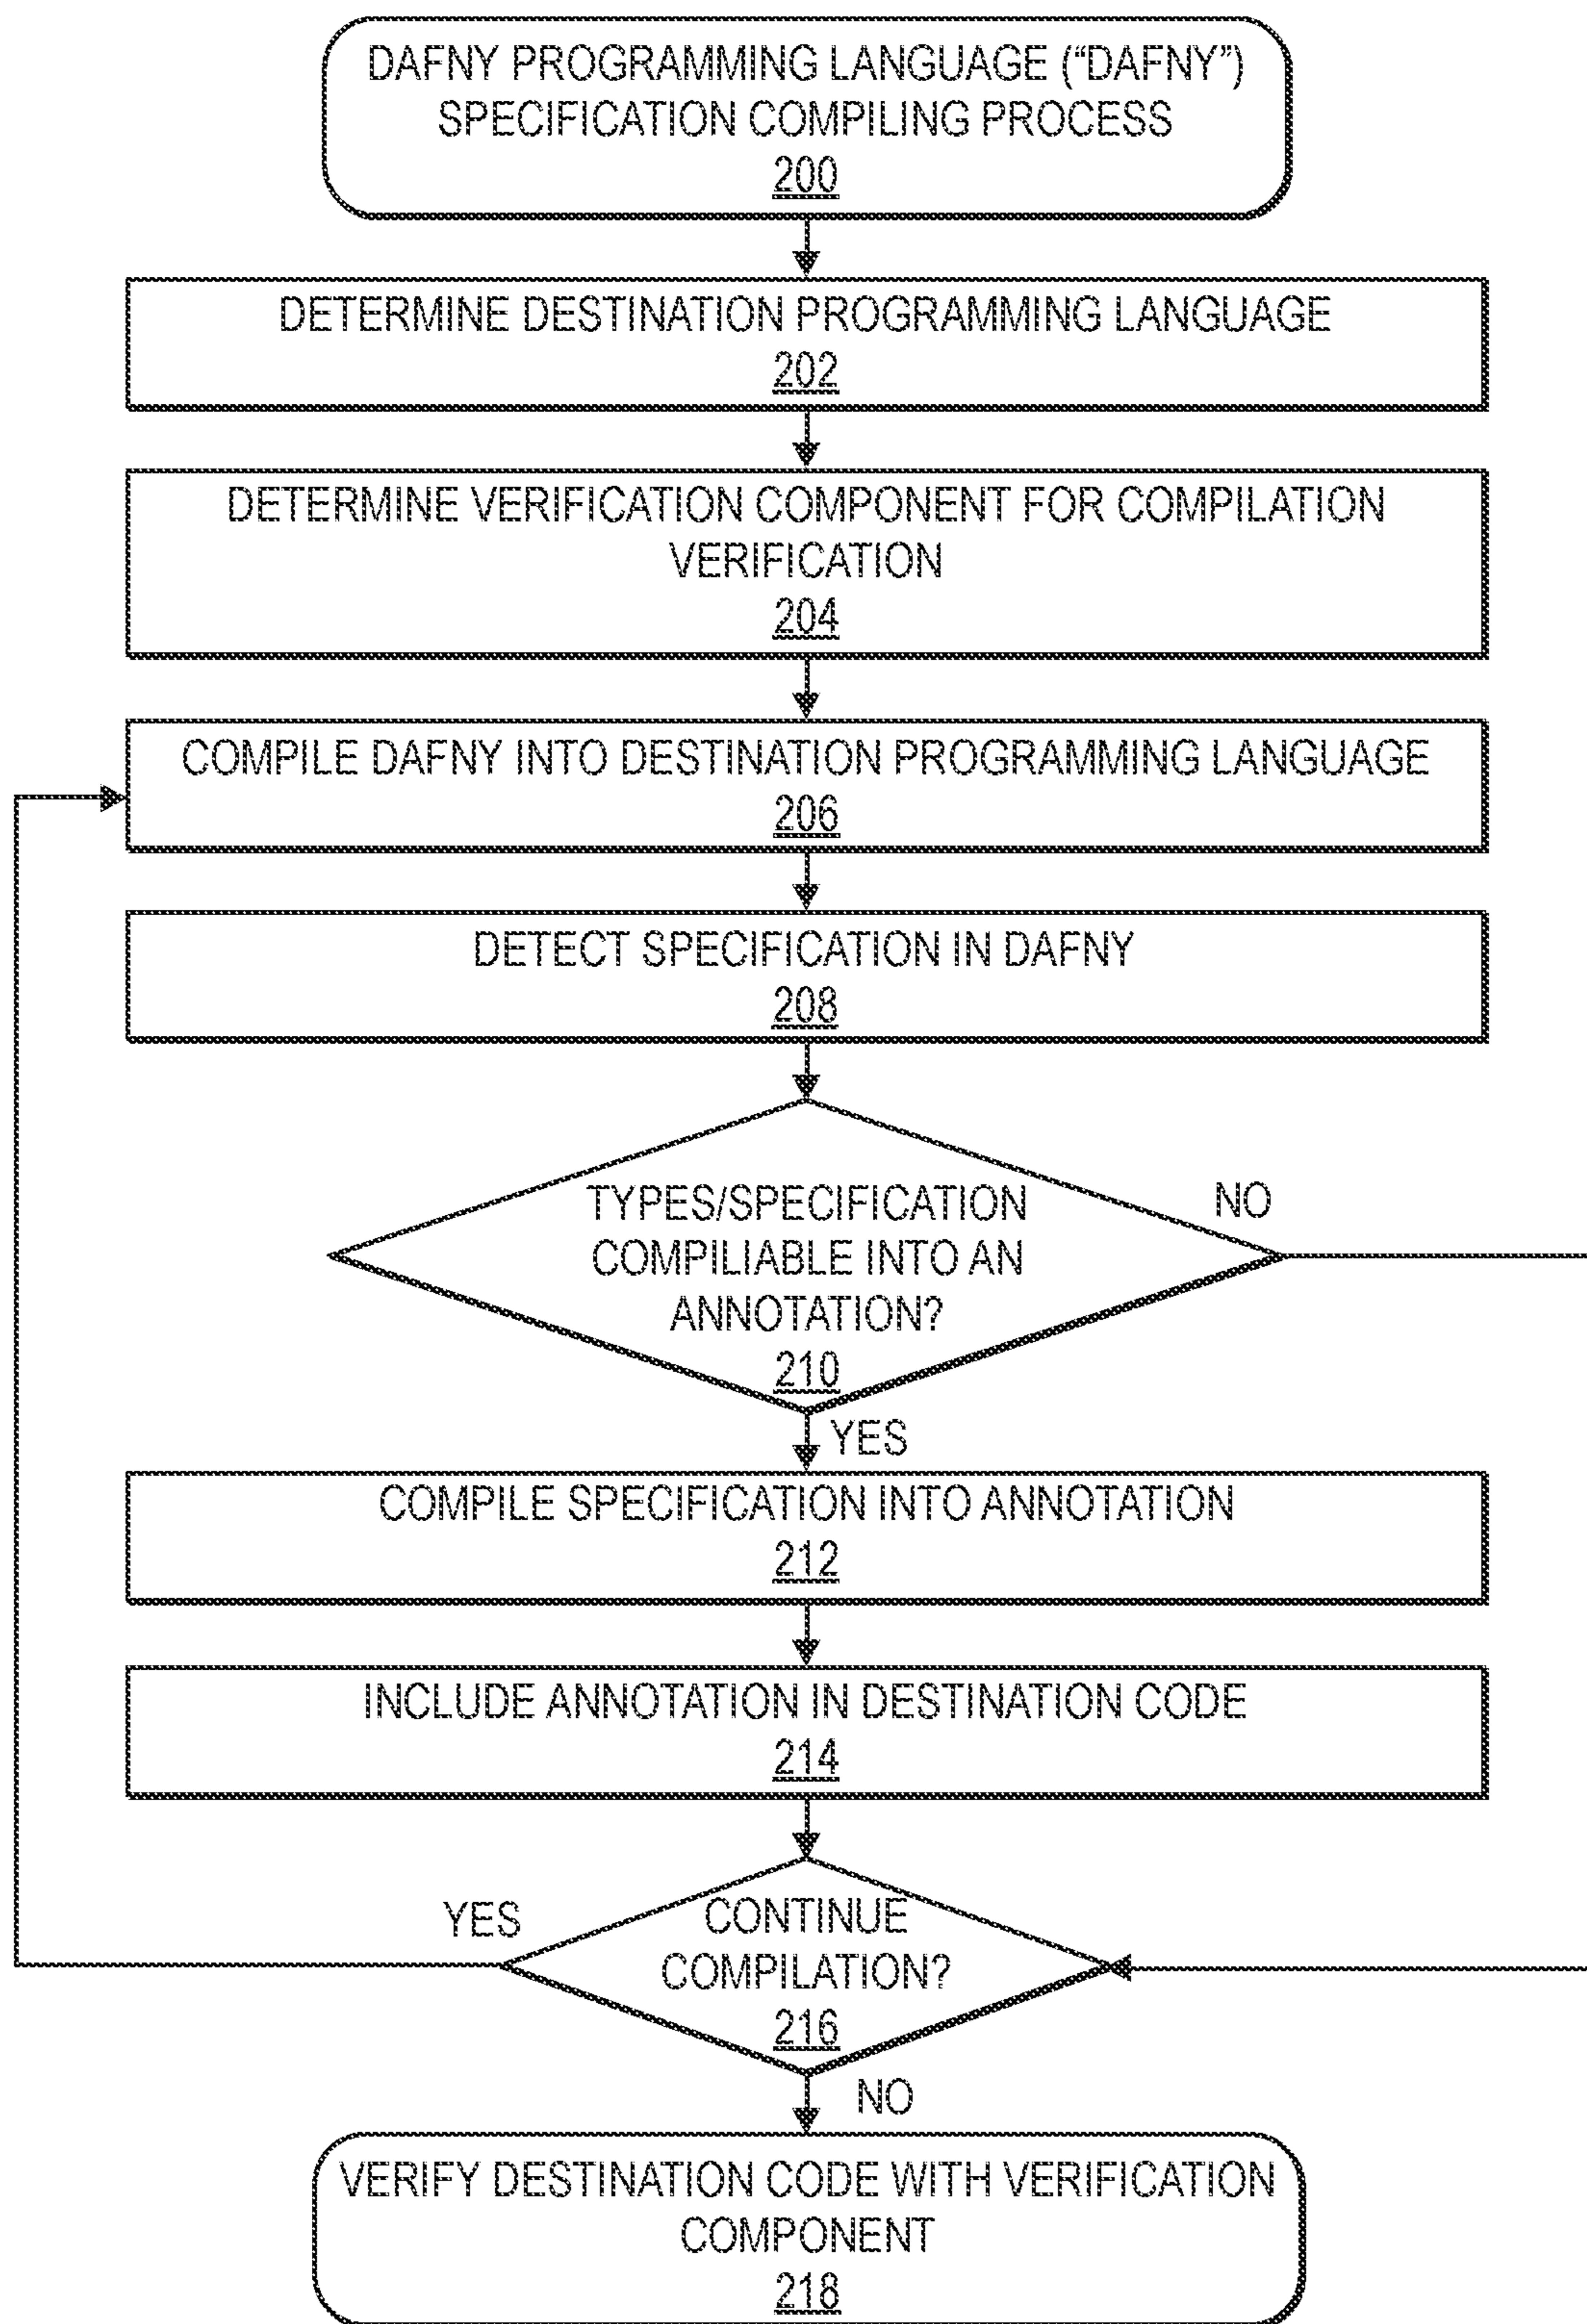 DAFNY PROGRAMMING LANGUAGE (“DAFNY”)
SPECIFICATION COMPILING PROCESS
200
DETERMINE DESTINATION PROGRAMMING LANGUAGE
202
DETERMINE VERIFICATION COMPONENT FOR COMPILATION
VERIFICATION
204
COMPILE DAFNY INTO DESTINATION PROGRAMMING LANGUAGE
206
DETECT SPECIFICATION IN DAFNY
208
TYPES/SPECIFICATION
COMPILIABLE INTO AN
ANNOTATION?
210
NO
YES
COMPILE SPECIFICATION INTO ANNOTATION
212
INCLUDE ANNOTATION IN DESTINATION CODE
214
YES
CONTINUE
COMPILATION?
216
NO
VERIFY DESTINATION CODE WITH VERIFICATION
COMPONENT
218